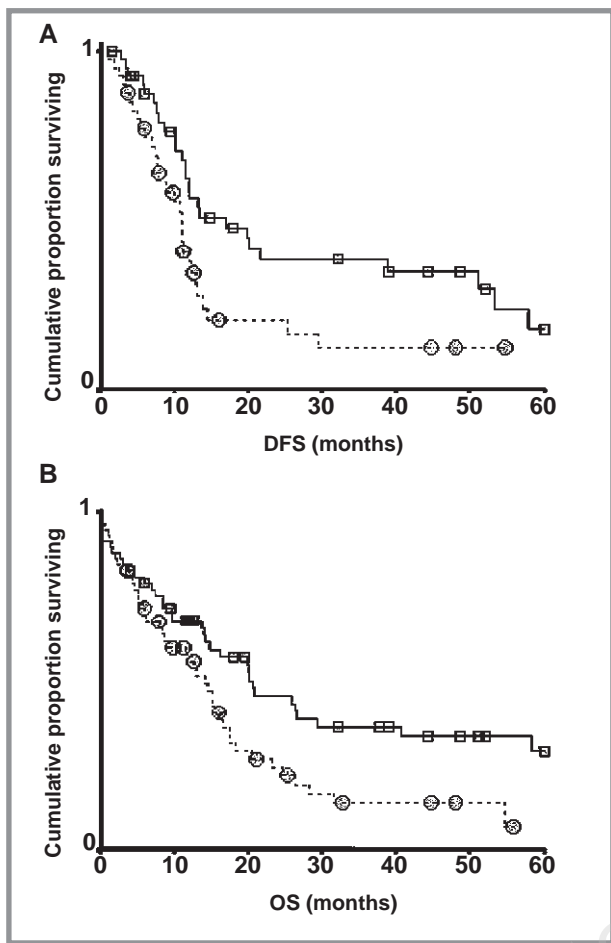 A
1
Cumulative proportion surviving
0
0 10 20 30 40 50 60
DFS (months)
B
1
Cumulative proportion surviving
0
0 10 20 30 40 50 60
OS (months)